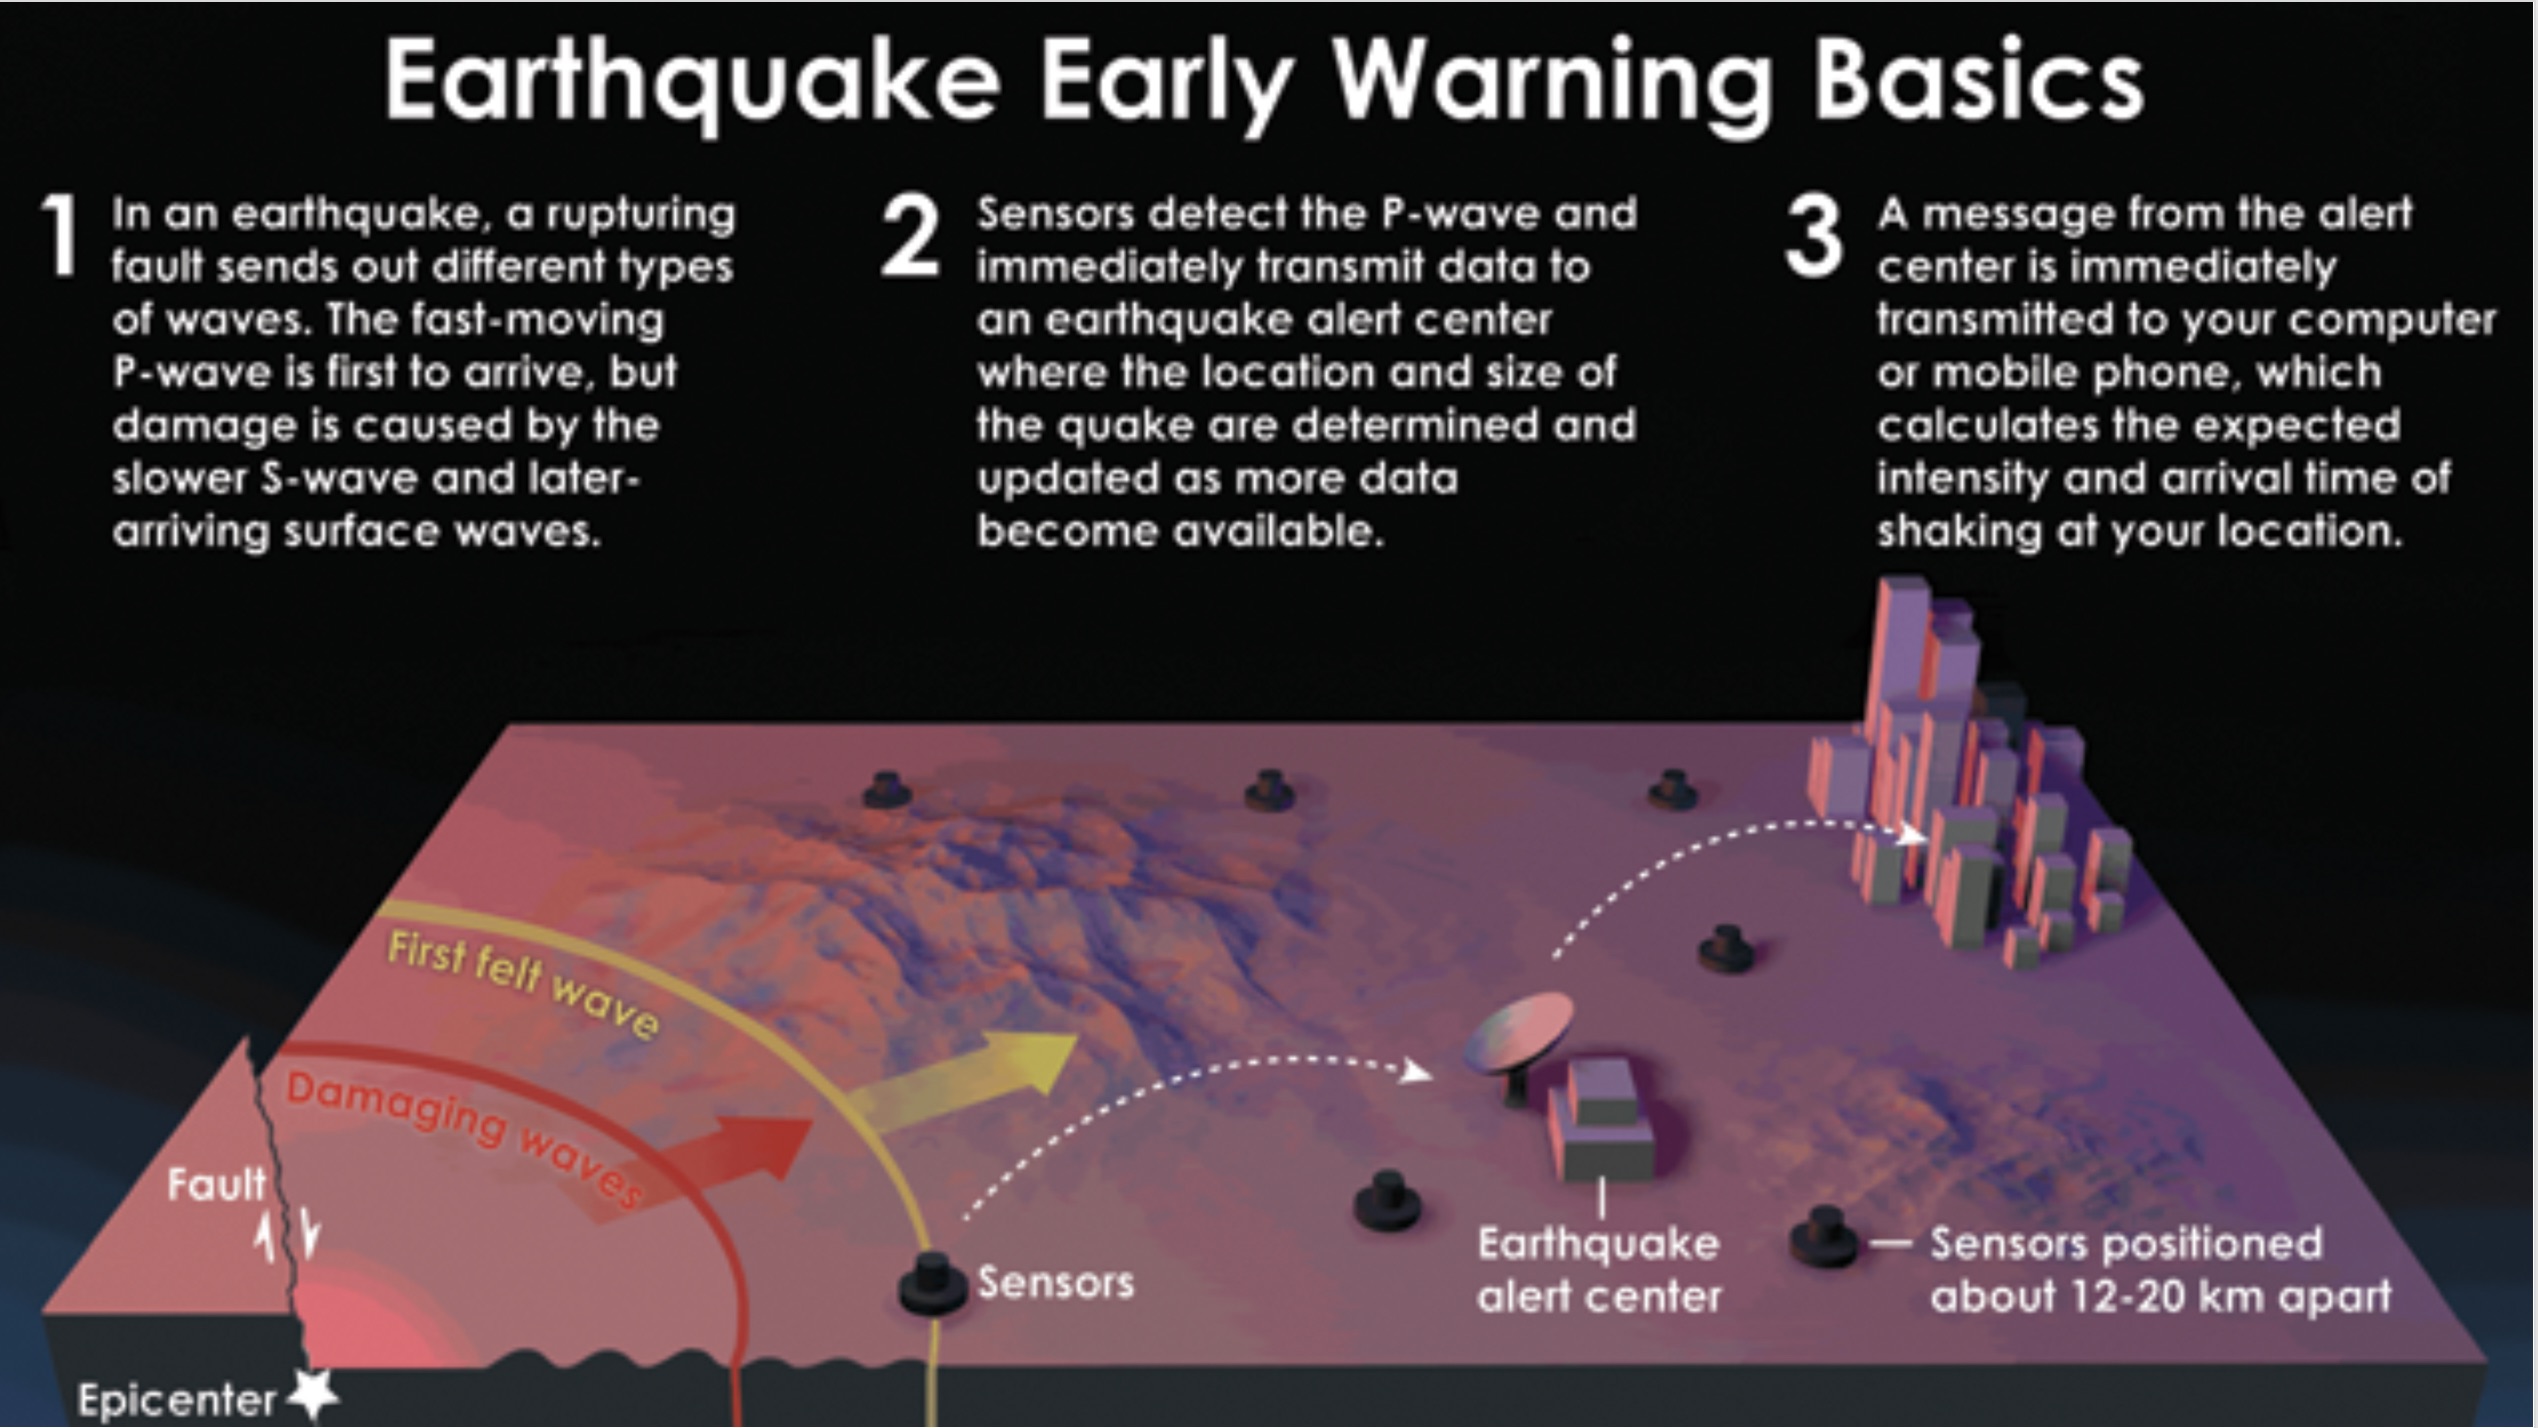 Earthquake Early Warning Basics
1
In an earthquake, a rupturing
fault sends out different types
of waves. The fast-moving
P-wave is first to arrive, but
damage is caused by the
slower S-wave and later-
arriving surface waves.
2
Sensors detect the P-wave and
immediately transmit data to
an earthquake alert center
where the location and size of
the quake are determined and
updated as more data
become available.
3
A message from the alert
center is immediately
transmitted to your computer
or mobile phone, which
calculates the expected
intensity and arrival time of
shaking at your location.
First felt wave
Damaging waves
Fault
Sensors
Earthquake
alert center
Sensors positioned
about 12-20 km apart
Epicenter